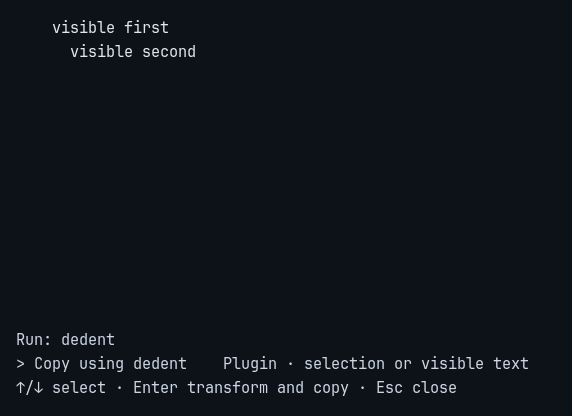 visible first
      visible second
Run: dedent
> Copy using dedent    Plugin · selection or visible text
↑/↓ select · Enter transform and copy · Esc close